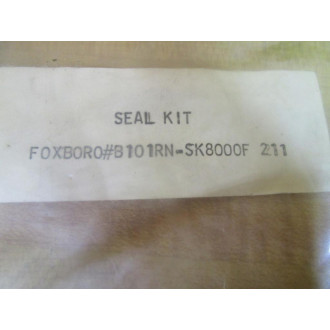 SEAL KIT
FOXBORO#B101RN-SK8000F 211